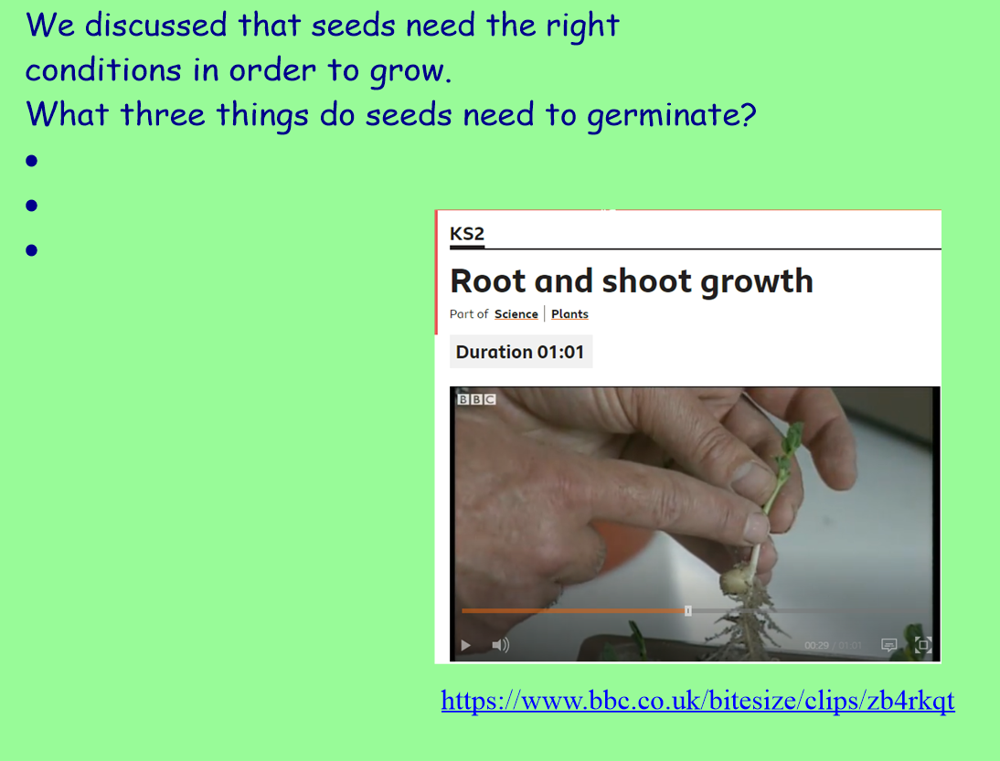 We discussed that seeds need the right
conditions in order to grow.
What three things do seeds need to germinate?
•
•
•
KS2
Root and shoot growth
Part of Science | Plants
Duration 01:01
BBC
00:29 / 01:01
https://www.bbc.co.uk/bitesize/clips/zb4rkqt